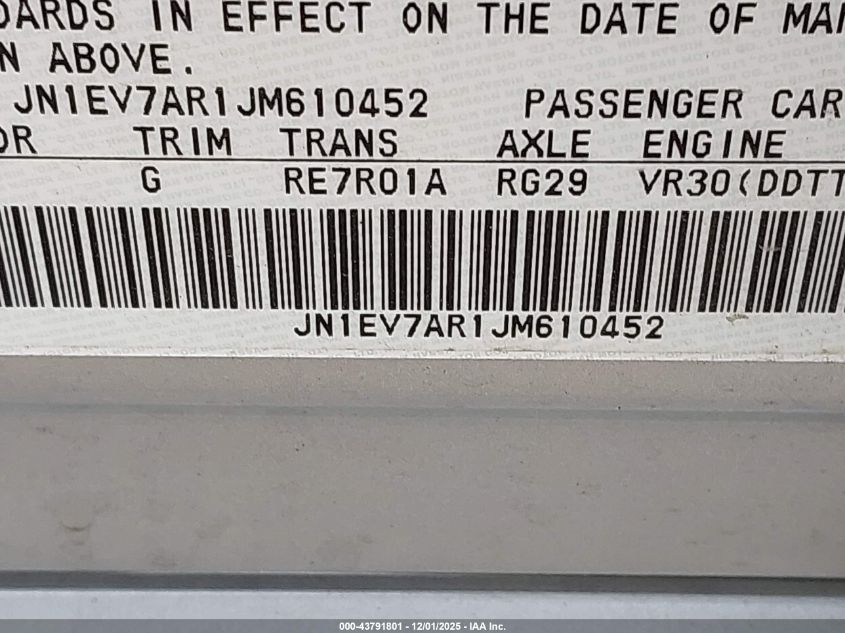 DARDS IN EFFECT ON THE DATE OF MAN
N ABOVE.
JN1EV7AR1JM610452 PASSENGER CAR
OR TRIM TRANS AXLE ENGINE
G RE7R01A RG29 VR30(DDTT
JN1EV7AR1JM610452
000-43791801 - 12/01/2025 - IAA Inc.